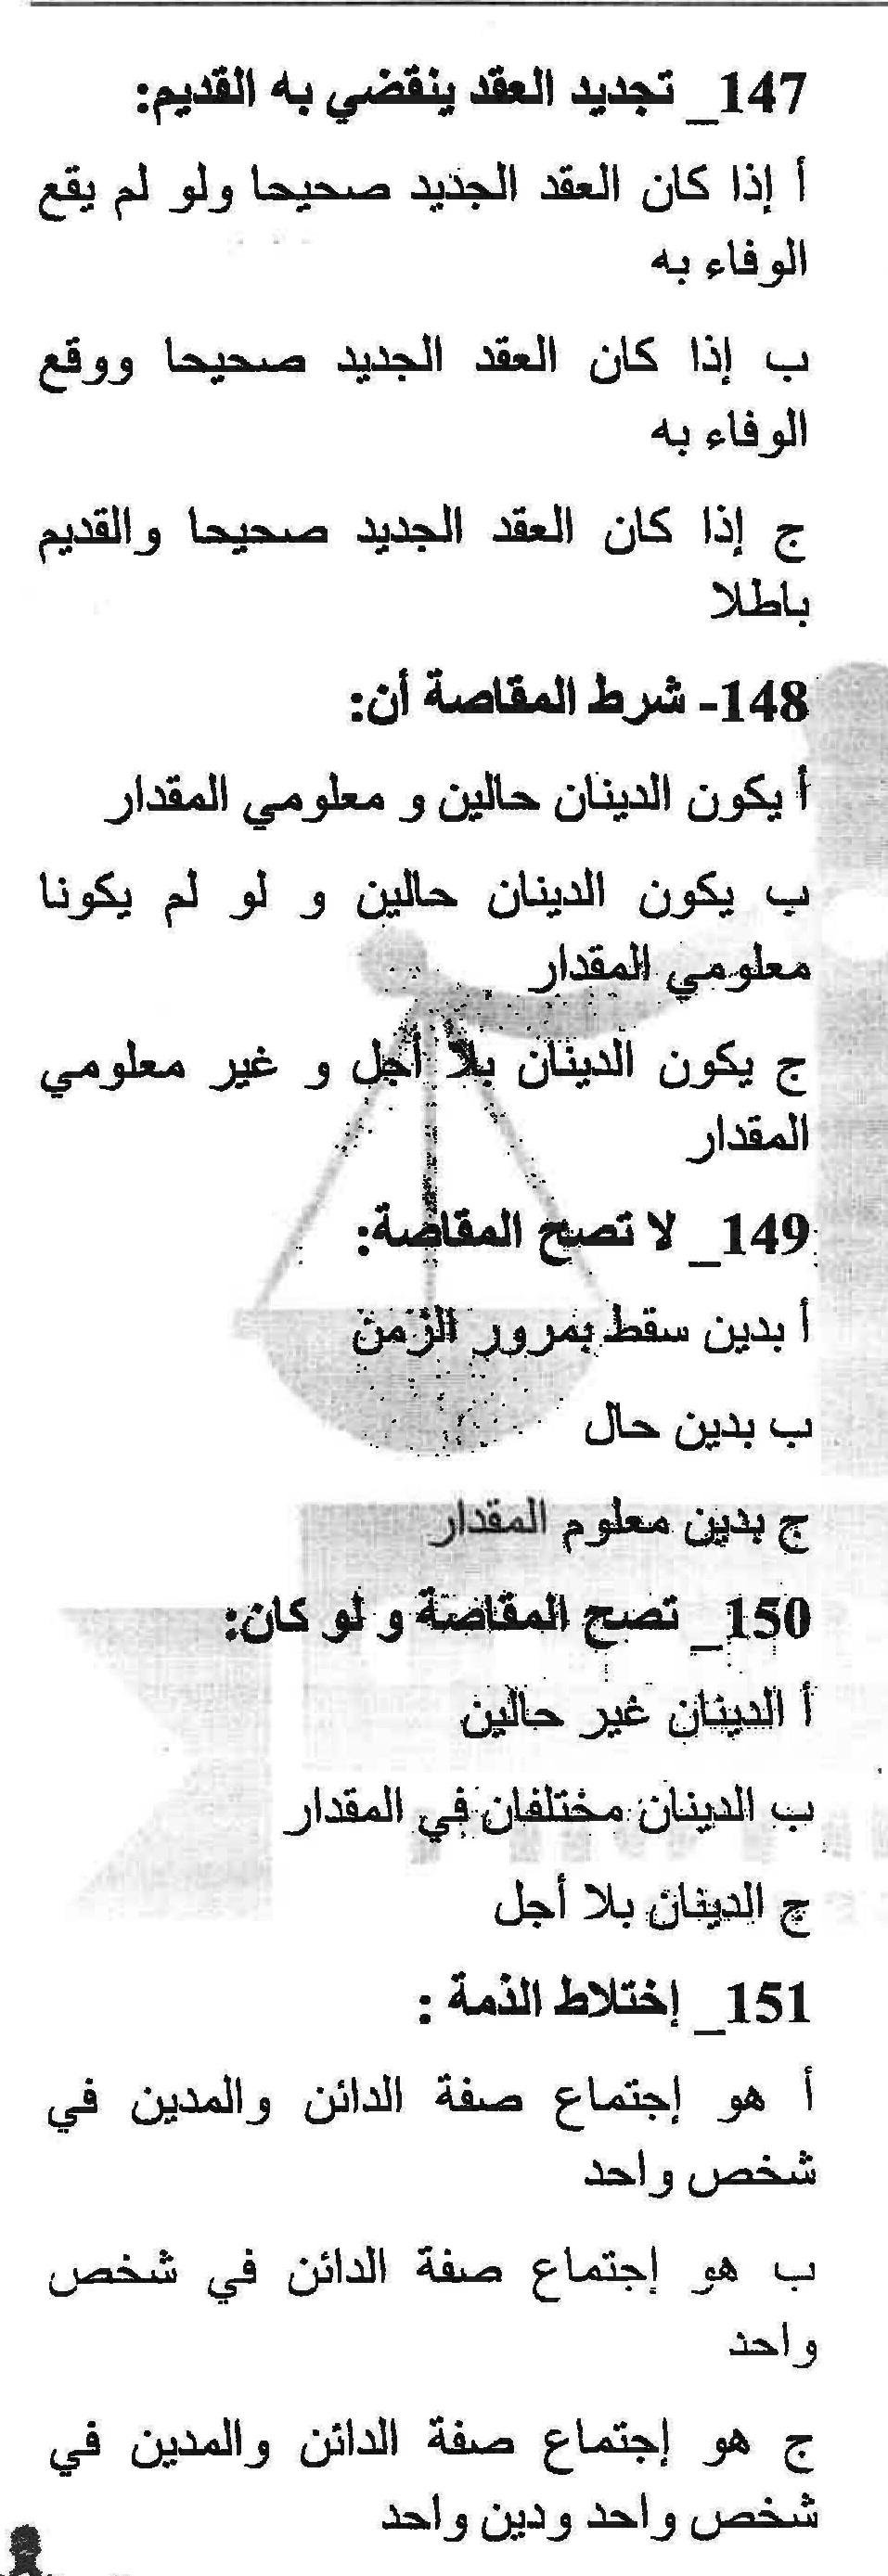 147_ تجديد العقد ينقضي به القديم:
أ إذا كان العقد الجديد صحيحا ولو لم يقع
الوفاء به
ب إذا كان العقد الجديد صحيحا ووقع
الوفاء به
ج إذا كان العقد الجديد صحيحا والقديم
باطلا
148- شرط المقاصة أن:
أ يكون الدينان حالين و معلومي المقدار
ب يكون الدينان حالين و لو لم يكونا
معلومي المقدار
ج يكون الدينان بلا أجل و غير معلومي
المقدار
149_ لا تصح المقاصة:
أ بدين سقط بمرور الزمن
ب بدين حال
ج بدين معلوم المقدار
150_ تصح المقاصة و لو كان:
أ الدينان غير حالين
ب الدينان مختلفان في المقدار
ج الدينان بلا أجل
151_ إختلاط الذمة :
أ هو إجتماع صفة الدائن والمدين في
شخص واحد
ب هو إجتماع صفة الدائن في شخص
واحد
ج هو إجتماع صفة الدائن والمدين في
شخص واحد ودين واحد